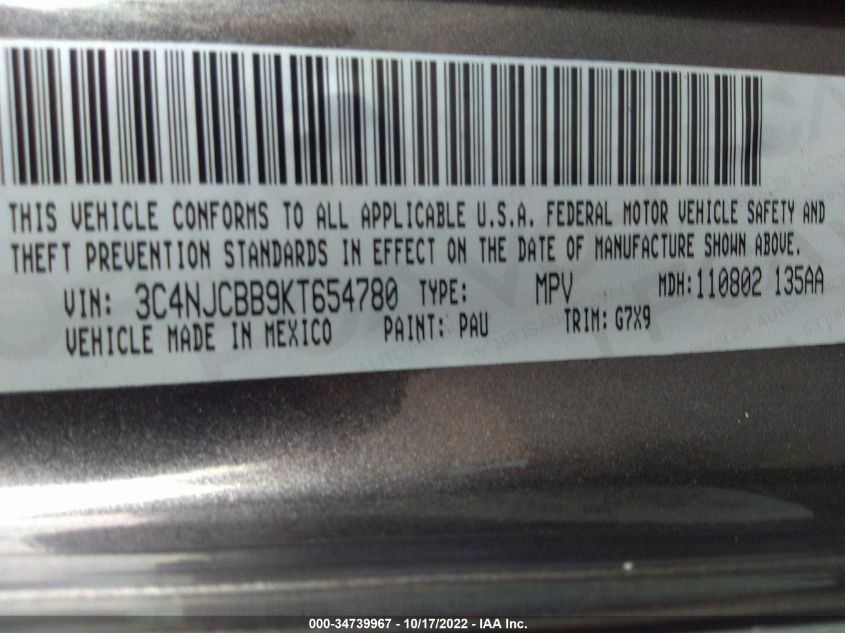 THIS VEHICLE CONFORMS TO ALL APPLICABLE U.S.A. FEDERAL MOTOR VEHICLE SAFETY AND
THEFT PREVENTION STANDARDS IN EFFECT ON THE DATE OF MANUFACTURE SHOWN ABOVE.
VIN: 3C4NJCBB9KT654780 TYPE: MPV MDH:110802 135AA
VEHICLE MADE IN MEXICO PAINT: PAU TRIM: G7X9
000-34739967 - 10/17/2022 - IAA Inc.